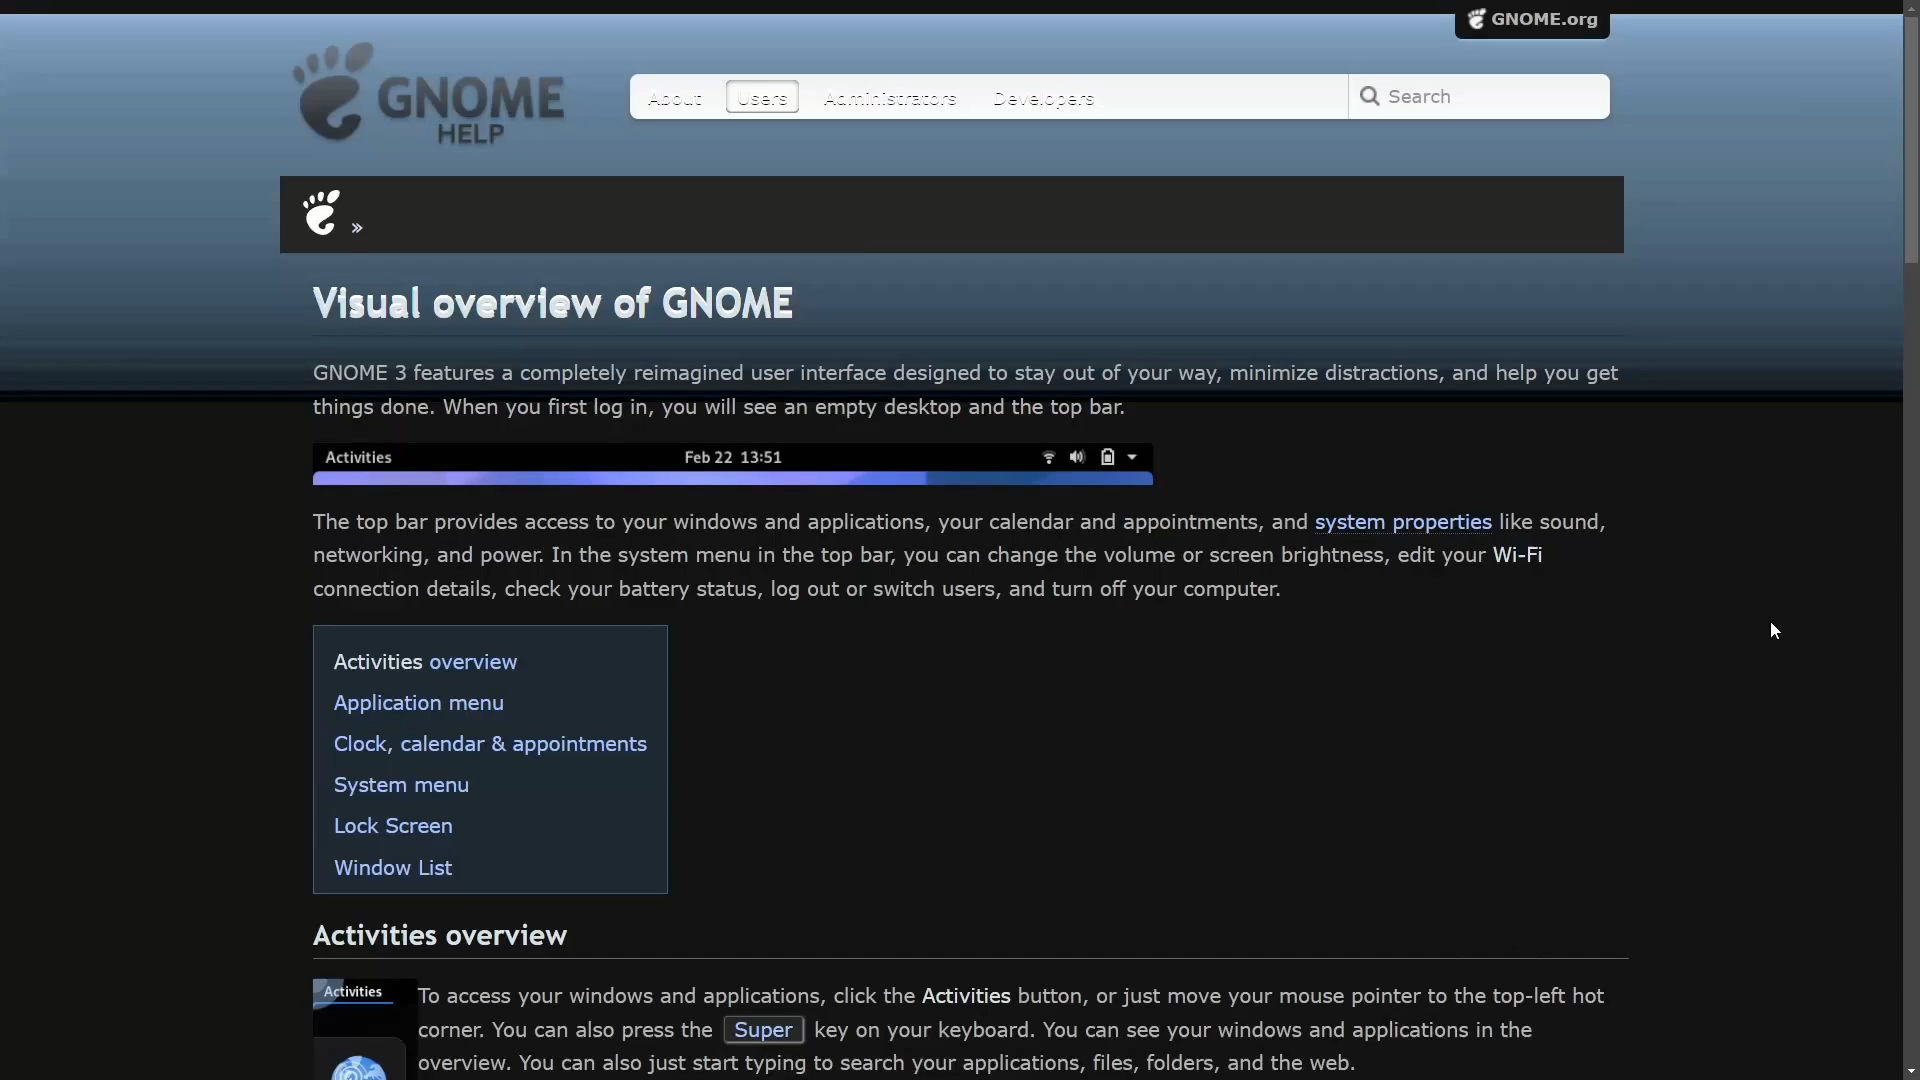 GNOME.org
GNOME
HELP
About Users Administrators Developers Search
»
Visual overview of GNOME
GNOME 3 features a completely reimagined user interface designed to stay out of your way, minimize distractions, and help you get
things done. When you first log in, you will see an empty desktop and the top bar.
Activities Feb 22 13:51
The top bar provides access to your windows and applications, your calendar and appointments, and system properties like sound,
networking, and power. In the system menu in the top bar, you can change the volume or screen brightness, edit your Wi-Fi
connection details, check your battery status, log out or switch users, and turn off your computer.
Activities overview
Application menu
Clock, calendar & appointments
System menu
Lock Screen
Window List
Activities overview
Activities
To access your windows and applications, click the Activities button, or just move your mouse pointer to the top-left hot
corner. You can also press the Super key on your keyboard. You can see your windows and applications in the
overview. You can also just start typing to search your applications, files, folders, and the web.